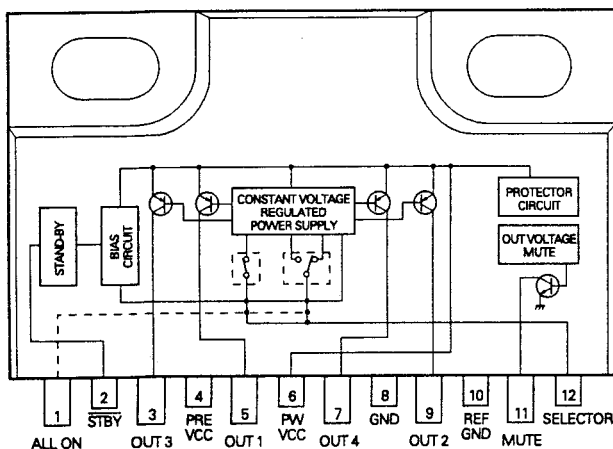 CONSTANT VOLTAGE
REGULATED
POWER SUPPLY
PROTECTOR
CIRCUIT
STAND-BY
BIAS
CIRCUIT
OUT VOLTAGE
MUTE
1
2
3
4
5
6
7
8
9
10
11
12
ALL ON
STBY
OUT 3
PRE
VCC
OUT 1
PW
VCC
OUT 4
GND
OUT 2
REF
GND
MUTE
SELECTOR